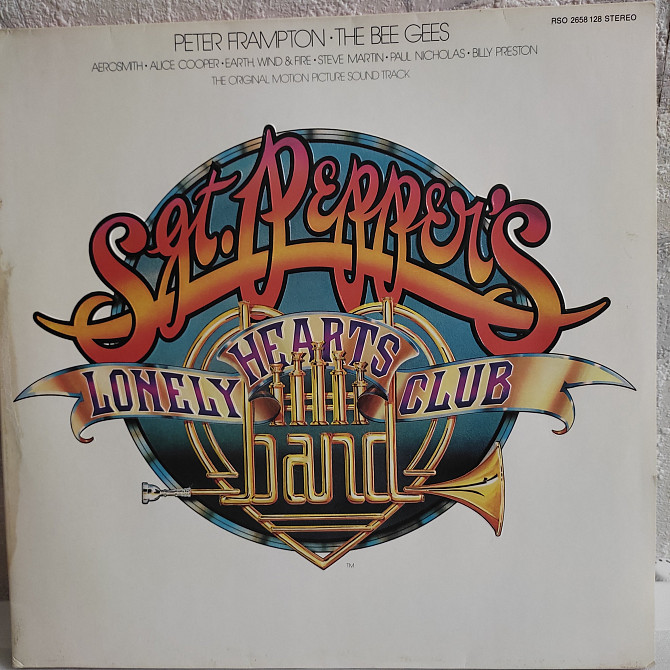 RSO 2658 128 STEREO
PETER FRAMPTON · THE BEE GEES
AEROSMITH · ALICE COOPER · EARTH, WIND & FIRE · STEVE MARTIN · PAUL NICHOLAS · BILLY PRESTON
THE ORIGINAL MOTION PICTURE SOUND TRACK
Sgt. PEPPER'S
LONELY HEARTS CLUB
band
TM